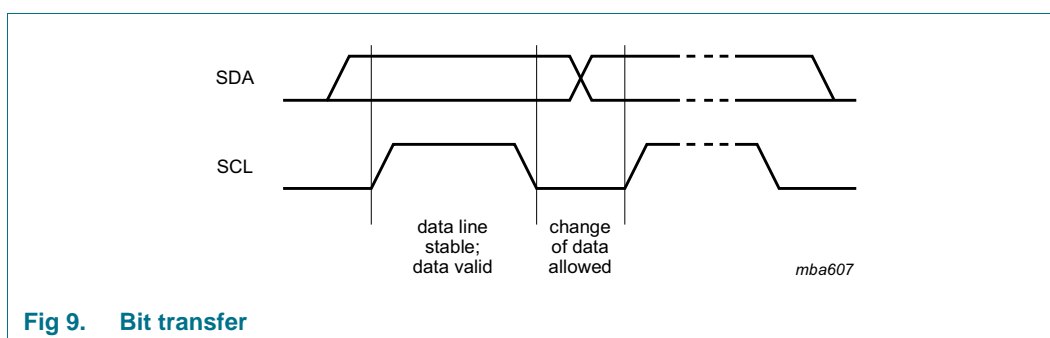 SDA
SCL
data line
stable;
data valid
change
of data
allowed
mba607
Fig 9. Bit transfer